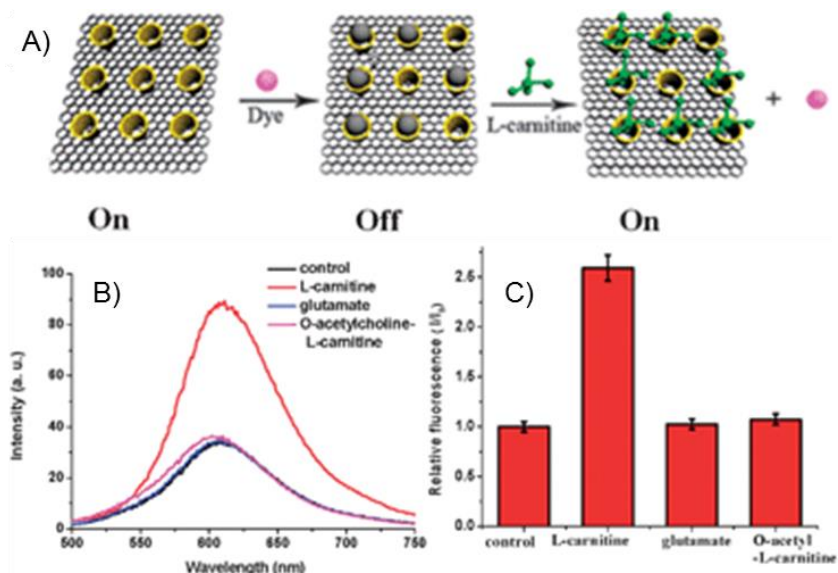 A)
Dye
L-carnitine
+
On
Off
On
B)
control
L-carnitine
glutamate
O-acetylcholine-
L-carnitine
100
80
60
40
20
0
Intensity (a. u.)
500
550
600
650
700
750
Wavelength (nm)
C)
2.5
2.0
1.5
1.0
0.5
0.0
Relative fluorescence (I/I₀)
control
L-carnitine
glutamate
O-acetyl
-L-carnitine